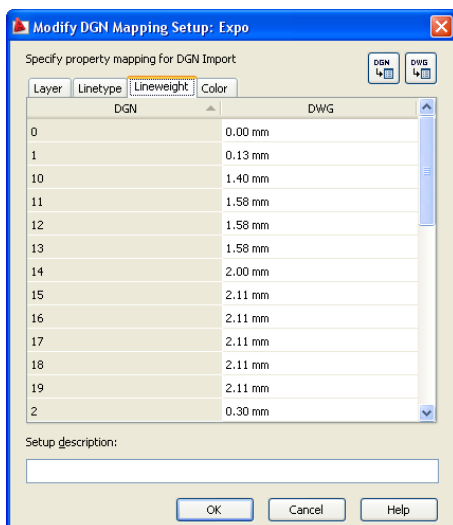 Modify DGN Mapping Setup: Expo
Specify property mapping for DGN Import
DGN DWG
Layer Linetype Lineweight Color
DGN DWG
0 0.00 mm
1 0.13 mm
10 1.40 mm
11 1.58 mm
12 1.58 mm
13 1.58 mm
14 2.00 mm
15 2.11 mm
16 2.11 mm
17 2.11 mm
18 2.11 mm
19 2.11 mm
2 0.30 mm
Setup description:
OK Cancel Help